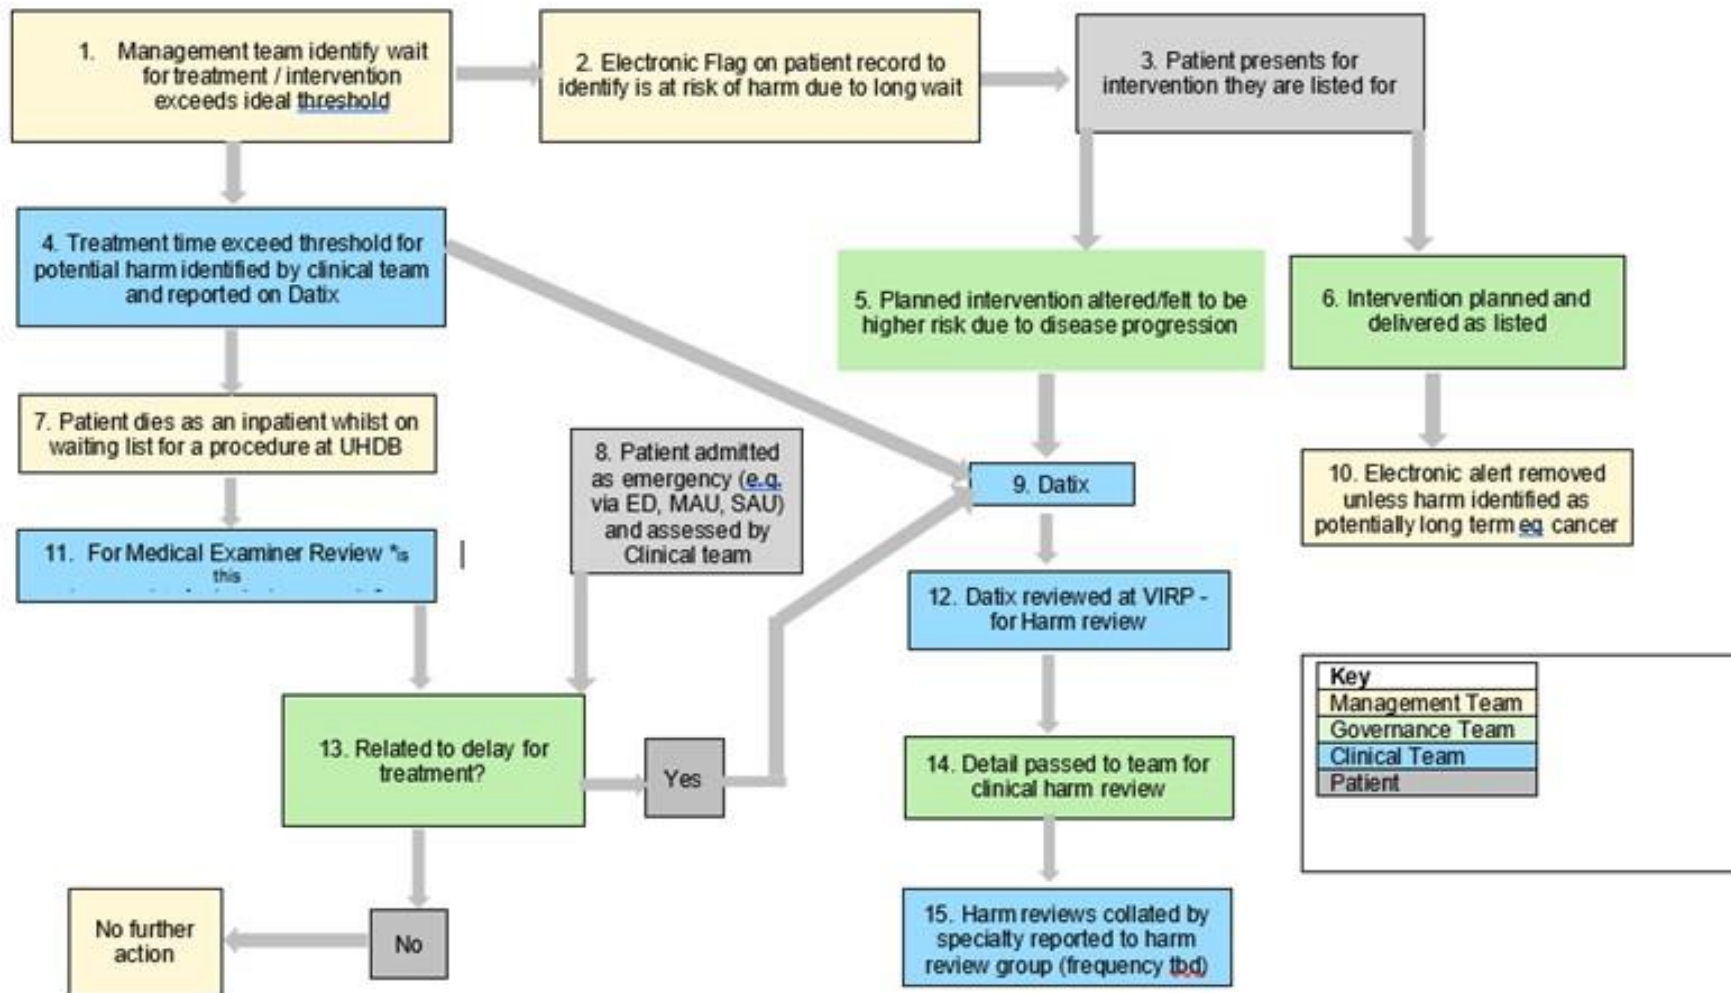 1. Management team identify wait
for treatment / intervention
exceeds ideal threshold
2. Electronic Flag on patient record to
identify is at risk of harm due to long wait
3. Patient presents for
intervention they are listed for
4. Treatment time exceed threshold for
potential harm identified by clinical team
and reported on Datix
5. Planned intervention altered/felt to be
higher risk due to disease progression
6. Intervention planned and
delivered as listed
7. Patient dies as an inpatient whilst on
waiting list for a procedure at UHDB
8. Patient admitted
as emergency (e.g.
via ED, MAU, SAU)
and assessed by
Clinical team
9. Datix
10. Electronic alert removed
unless harm identified as
potentially long term eg cancer
11. For Medical Examiner Review *is
this
12. Datix reviewed at VIRP -
for Harm review
13. Related to delay for
treatment?
Yes
14. Detail passed to team for
clinical harm review
15. Harm reviews collated by
specialty reported to harm
review group (frequency tbd)
No
No further
action
Key
Management Team
Governance Team
Clinical Team
Patient